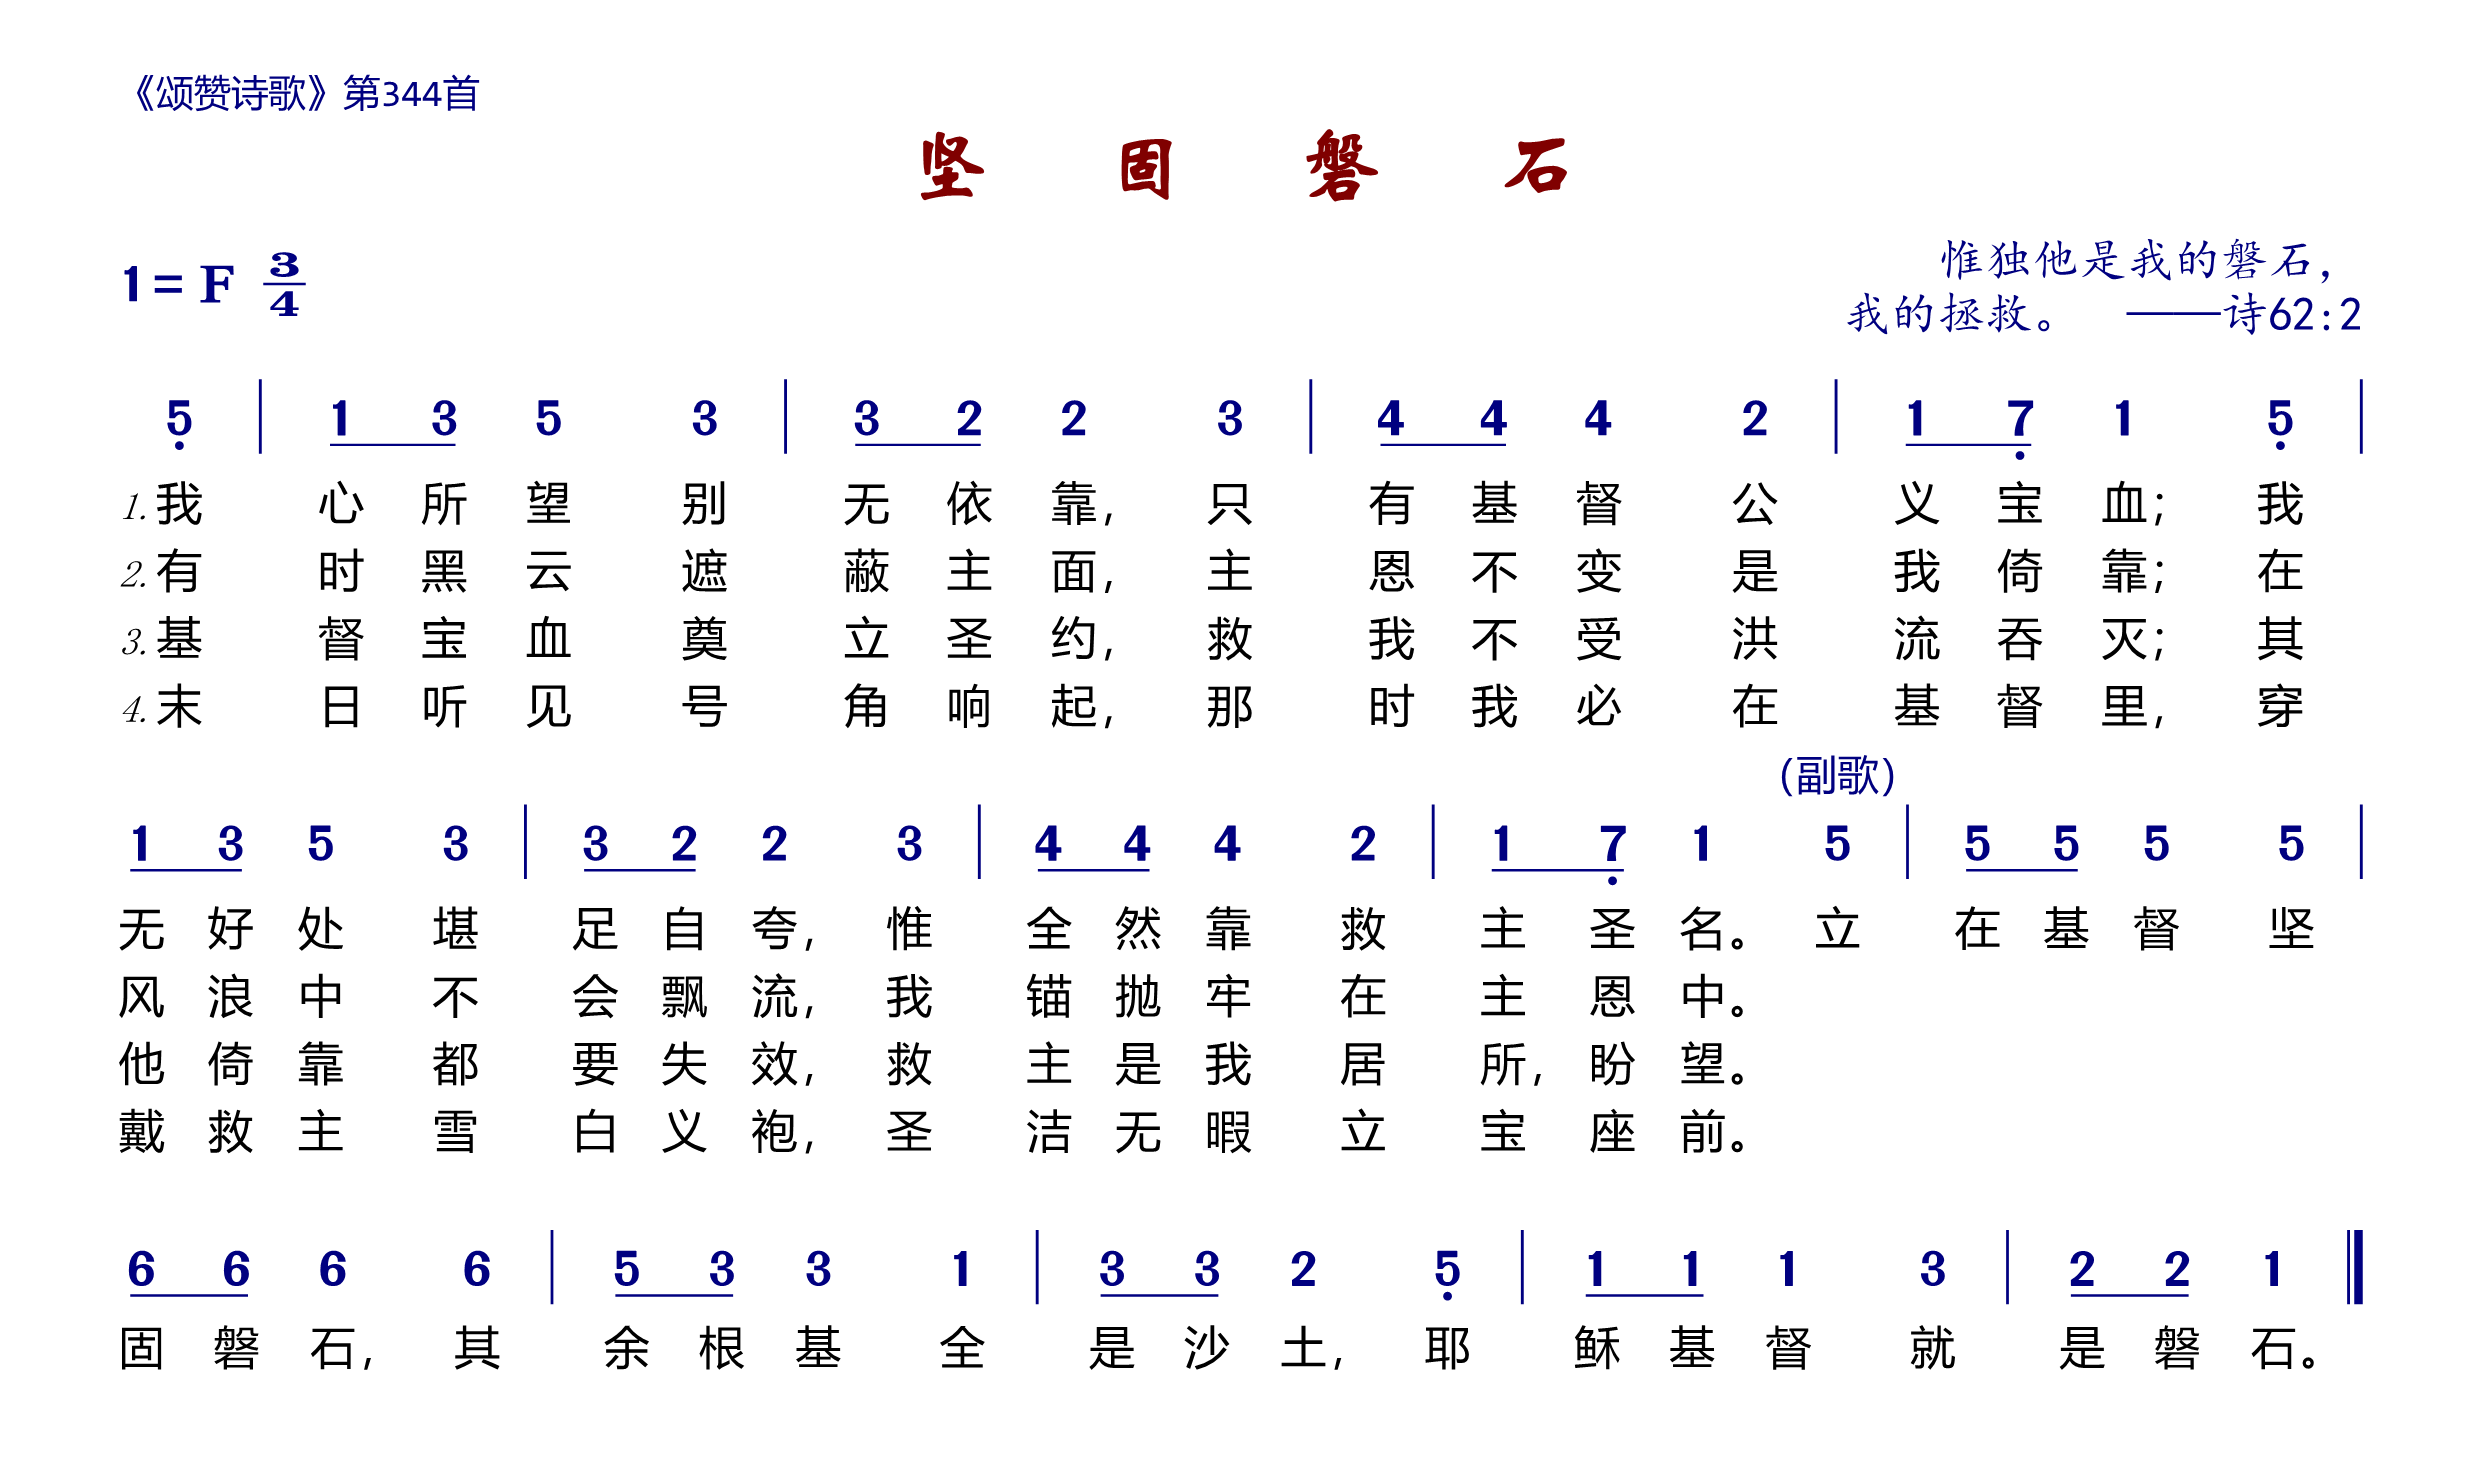 《颂赞诗歌》第344首
坚 固 磐 石
1= F 3/4
惟独他是我的磐石，
我的拯救。 ——诗62:2
5 | 1 3 5 3 | 3 2 2 3 | 4 4 4 2 | 1 7 1 5 |
1.我 心 所 望 别 无 依 靠， 只 有 基 督 公 义 宝 血； 我
2.有 时 黑 云 遮 蔽 主 面， 主 恩 不 变 是 我 倚 靠； 在
3.基 督 宝 血 奠 立 圣 约， 救 我 不 受 洪 流 吞 灭； 其
4.末 日 听 见 号 角 响 起， 那 时 我 必 在 基 督 里， 穿
(副歌)
1 3 5 3 | 3 2 2 3 | 4 4 4 2 | 1 7 1 5 | 5 5 5 5 |
无 好 处 堪 足 自 夸， 惟 全 然 靠 救 主 圣 名。 立 在 基 督 坚
风 浪 中 不 会 飘 流， 我 锚 抛 牢 在 主 恩 中。
他 倚 靠 都 要 失 效， 救 主 是 我 居 所， 盼 望。
戴 救 主 雪 白 义 袍， 圣 洁 无 暇 立 宝 座 前。
6 6 6 6 | 5 3 3 1 | 3 3 2 5 | 1 1 1 3 | 2 2 1 ‖
固 磐 石， 其 余 根 基 全 是 沙 土， 耶 稣 基 督 就 是 磐 石。